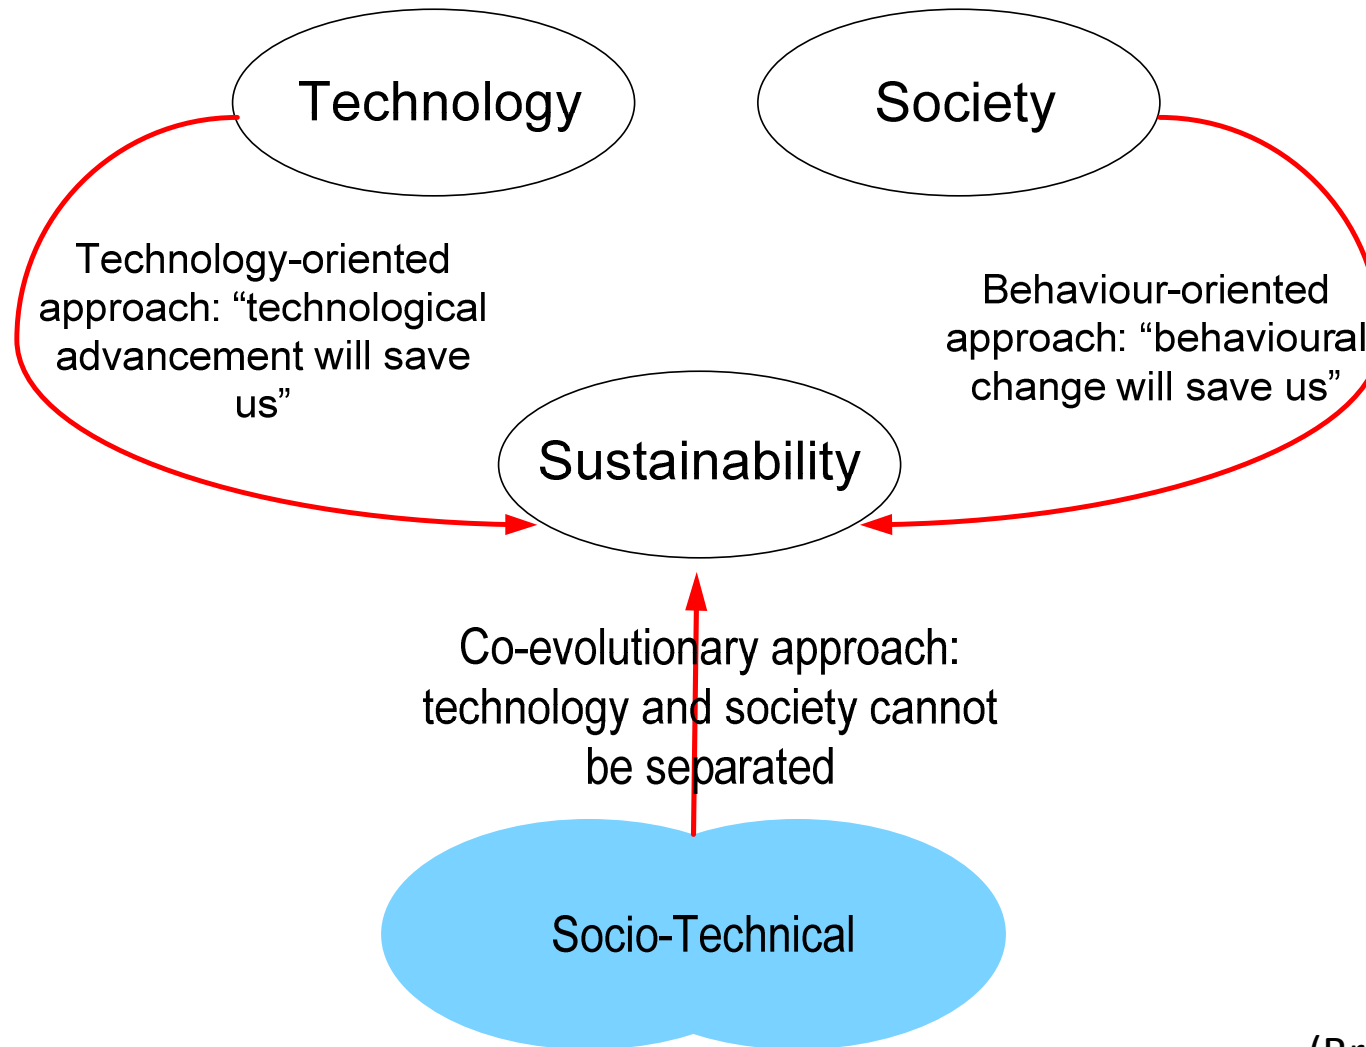 Technology
Society
Technology-oriented
approach: “technological
advancement will save
us”
Behaviour-oriented
approach: “behavioural
change will save us”
Sustainability
Co-evolutionary approach:
technology and society cannot
be separated
Socio-Technical